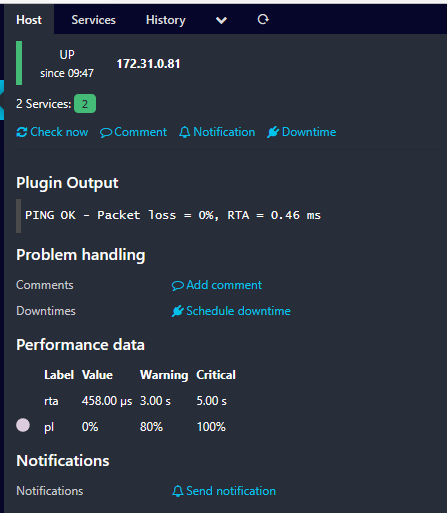 Host Services History
UP
since 09:47
172.31.0.81
2 Services: 2
Check now Comment Notification Downtime
Plugin Output
PING OK - Packet loss = 0%, RTA = 0.46 ms
Problem handling
Comments Add comment
Downtimes Schedule downtime
Performance data
Label Value Warning Critical
rta 458.00 µs 3.00 s 5.00 s
pl 0% 80% 100%
Notifications
Notifications Send notification